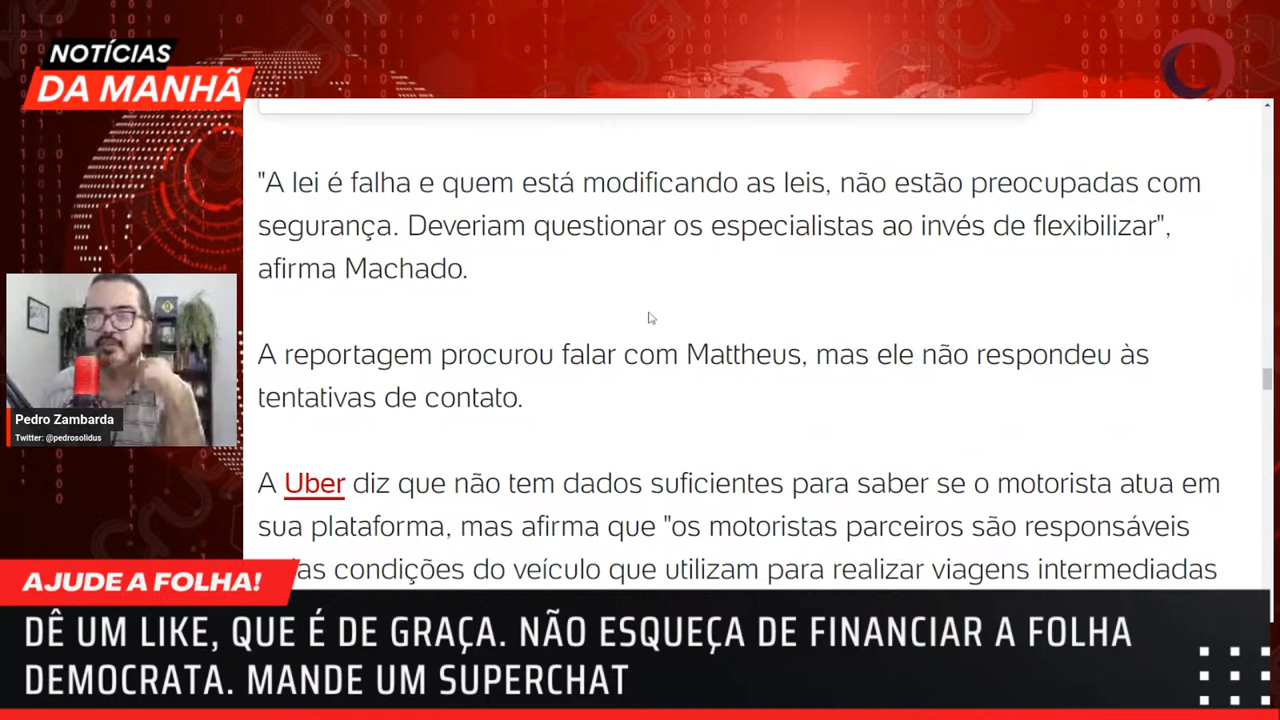 NOTÍCIAS
DA MANHÃ
"A lei é falha e quem está modificando as leis, não estão preocupadas com
segurança. Deveriam questionar os especialistas ao invés de flexibilizar",
afirma Machado.
A reportagem procurou falar com Mattheus, mas ele não respondeu às
tentativas de contato.
A Uber diz que não tem dados suficientes para saber se o motorista atua em
sua plataforma, mas afirma que "os motoristas parceiros são responsáveis
condições do veículo que utilizam para realizar viagens intermediadas
Pedro Zambarda
Twitter: @pedrosolidus
AJUDE A FOLHA!
DÊ UM LIKE, QUE É DE GRAÇA. NÃO ESQUEÇA DE FINANCIAR A FOLHA
DEMOCRATA. MANDE UM SUPERCHAT